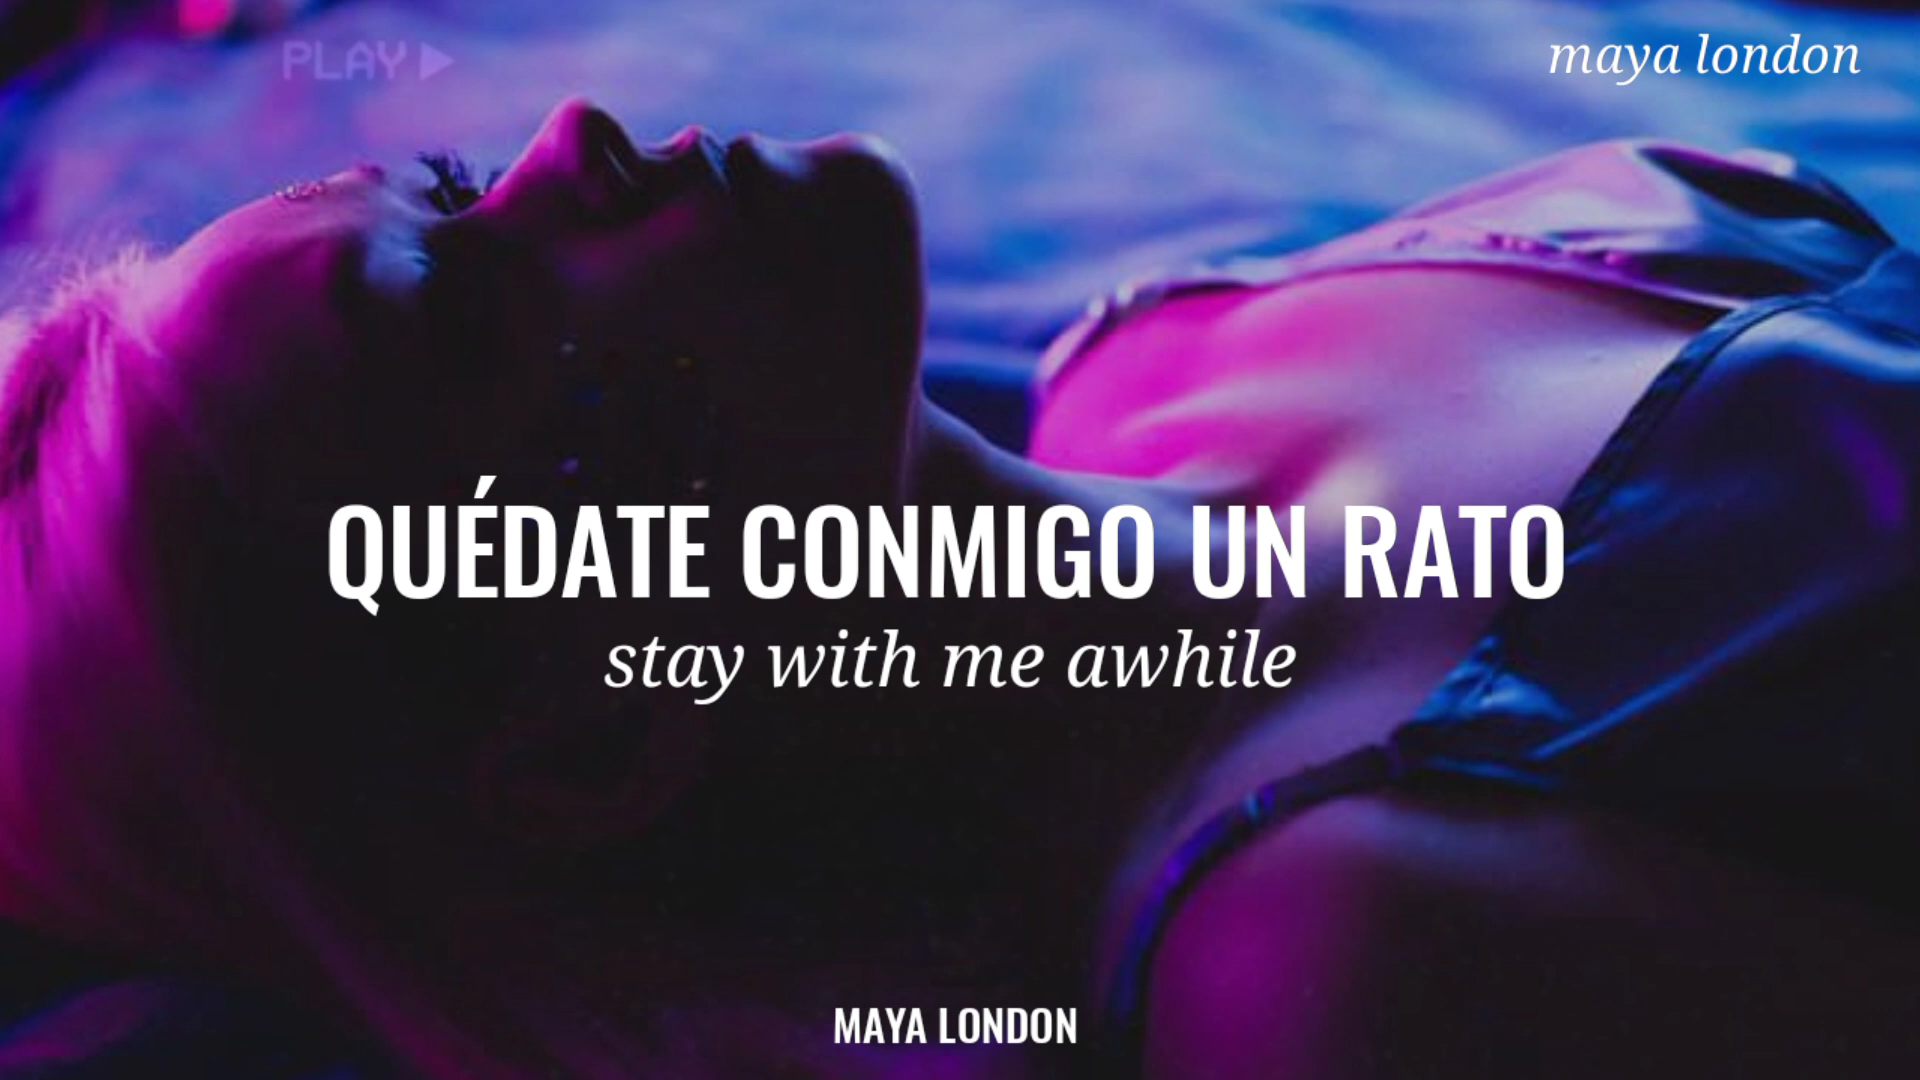 PLAY
maya london
QUÉDATE CONMIGO UN RATO
stay with me awhile
MAYA LONDON